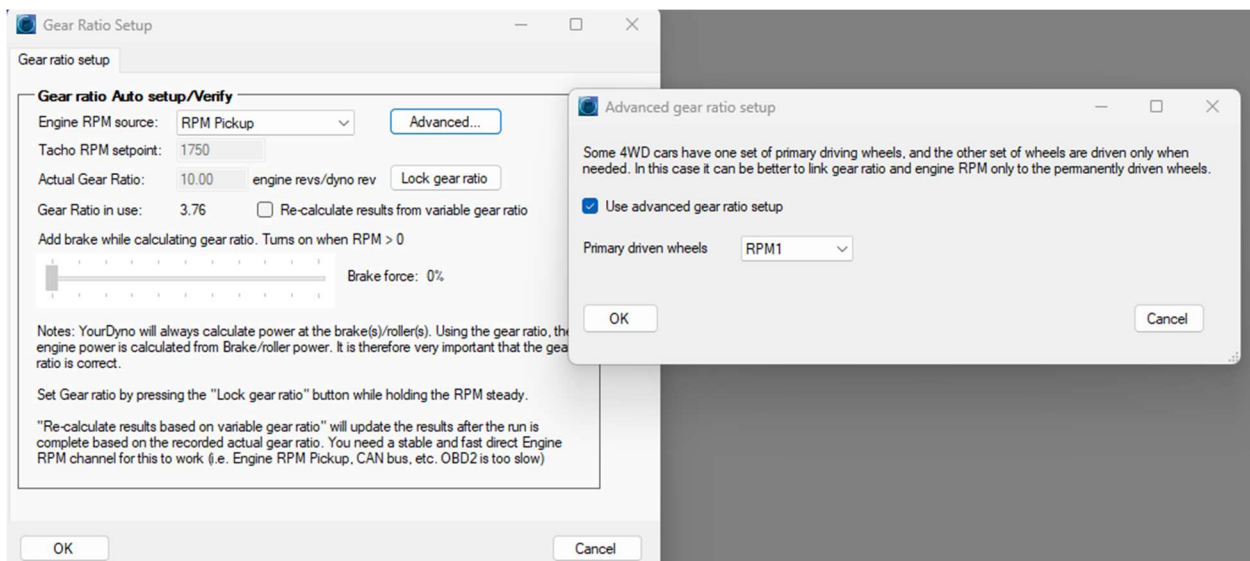 Gear Ratio Setup
Gear ratio setup
Gear ratio Auto setup/Verify
Engine RPM source: RPM Pickup Advanced...
Tacho RPM setpoint: 1750
Actual Gear Ratio: 10.00 engine revs/dyno rev Lock gear ratio
Gear Ratio in use: 3.76 Re-calculate results from variable gear ratio
Add brake while calculating gear ratio. Turns on when RPM > 0
Brake force: 0%
Notes: YourDyno will always calculate power at the brake(s)/roller(s). Using the gear ratio, the
engine power is calculated from Brake/roller power. It is therefore very important that the gea
ratio is correct.
Set Gear ratio by pressing the "Lock gear ratio" button while holding the RPM steady.
"Re-calculate results based on variable gear ratio" will update the results after the run is
complete based on the recorded actual gear ratio. You need a stable and fast direct Engine
RPM channel for this to work (i.e. Engine RPM Pickup, CAN bus, etc. OBD2 is too slow)
OK Cancel
Advanced gear ratio setup
Some 4WD cars have one set of primary driving wheels, and the other set of wheels are driven only when
needed. In this case it can be better to link gear ratio and engine RPM only to the permanently driven wheels.
Use advanced gear ratio setup
Primary driven wheels RPM1
OK Cancel